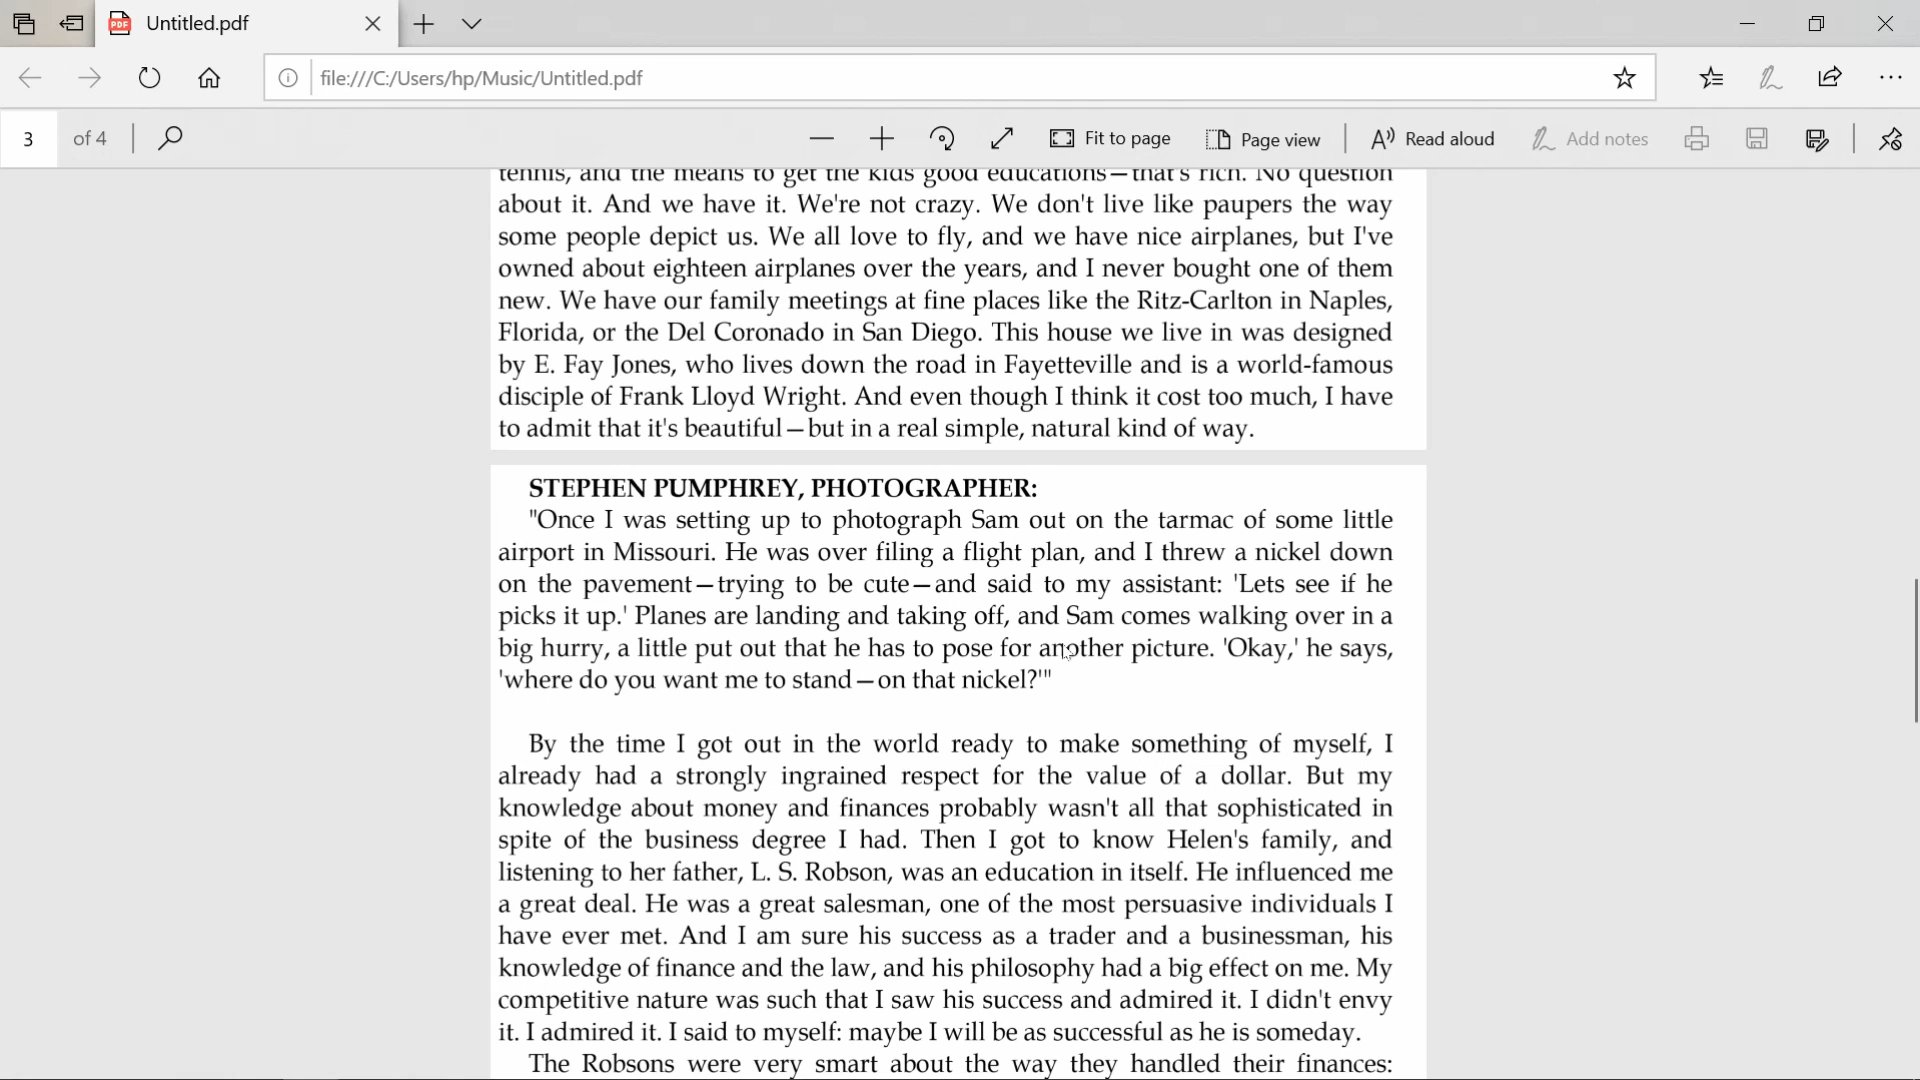 Untitled.pdf
file:///C:/Users/hp/Music/Untitled.pdf
3 of 4
Fit to page
Page view
Read aloud
Add notes
tennis, and the means to get the kids good educations—that's rich. No question
about it. And we have it. We're not crazy. We don't live like paupers the way
some people depict us. We all love to fly, and we have nice airplanes, but I've
owned about eighteen airplanes over the years, and I never bought one of them
new. We have our family meetings at fine places like the Ritz-Carlton in Naples,
Florida, or the Del Coronado in San Diego. This house we live in was designed
by E. Fay Jones, who lives down the road in Fayetteville and is a world-famous
disciple of Frank Lloyd Wright. And even though I think it cost too much, I have
to admit that it's beautiful—but in a real simple, natural kind of way.
STEPHEN PUMPHREY, PHOTOGRAPHER:
"Once I was setting up to photograph Sam out on the tarmac of some little
airport in Missouri. He was over filing a flight plan, and I threw a nickel down
on the pavement—trying to be cute—and said to my assistant: 'Lets see if he
picks it up.' Planes are landing and taking off, and Sam comes walking over in a
big hurry, a little put out that he has to pose for another picture. 'Okay,' he says,
'where do you want me to stand—on that nickel?'"
By the time I got out in the world ready to make something of myself, I
already had a strongly ingrained respect for the value of a dollar. But my
knowledge about money and finances probably wasn't all that sophisticated in
spite of the business degree I had. Then I got to know Helen's family, and
listening to her father, L. S. Robson, was an education in itself. He influenced me
a great deal. He was a great salesman, one of the most persuasive individuals I
have ever met. And I am sure his success as a trader and a businessman, his
knowledge of finance and the law, and his philosophy had a big effect on me. My
competitive nature was such that I saw his success and admired it. I didn't envy
it. I admired it. I said to myself: maybe I will be as successful as he is someday.
The Robsons were very smart about the way they handled their finances: